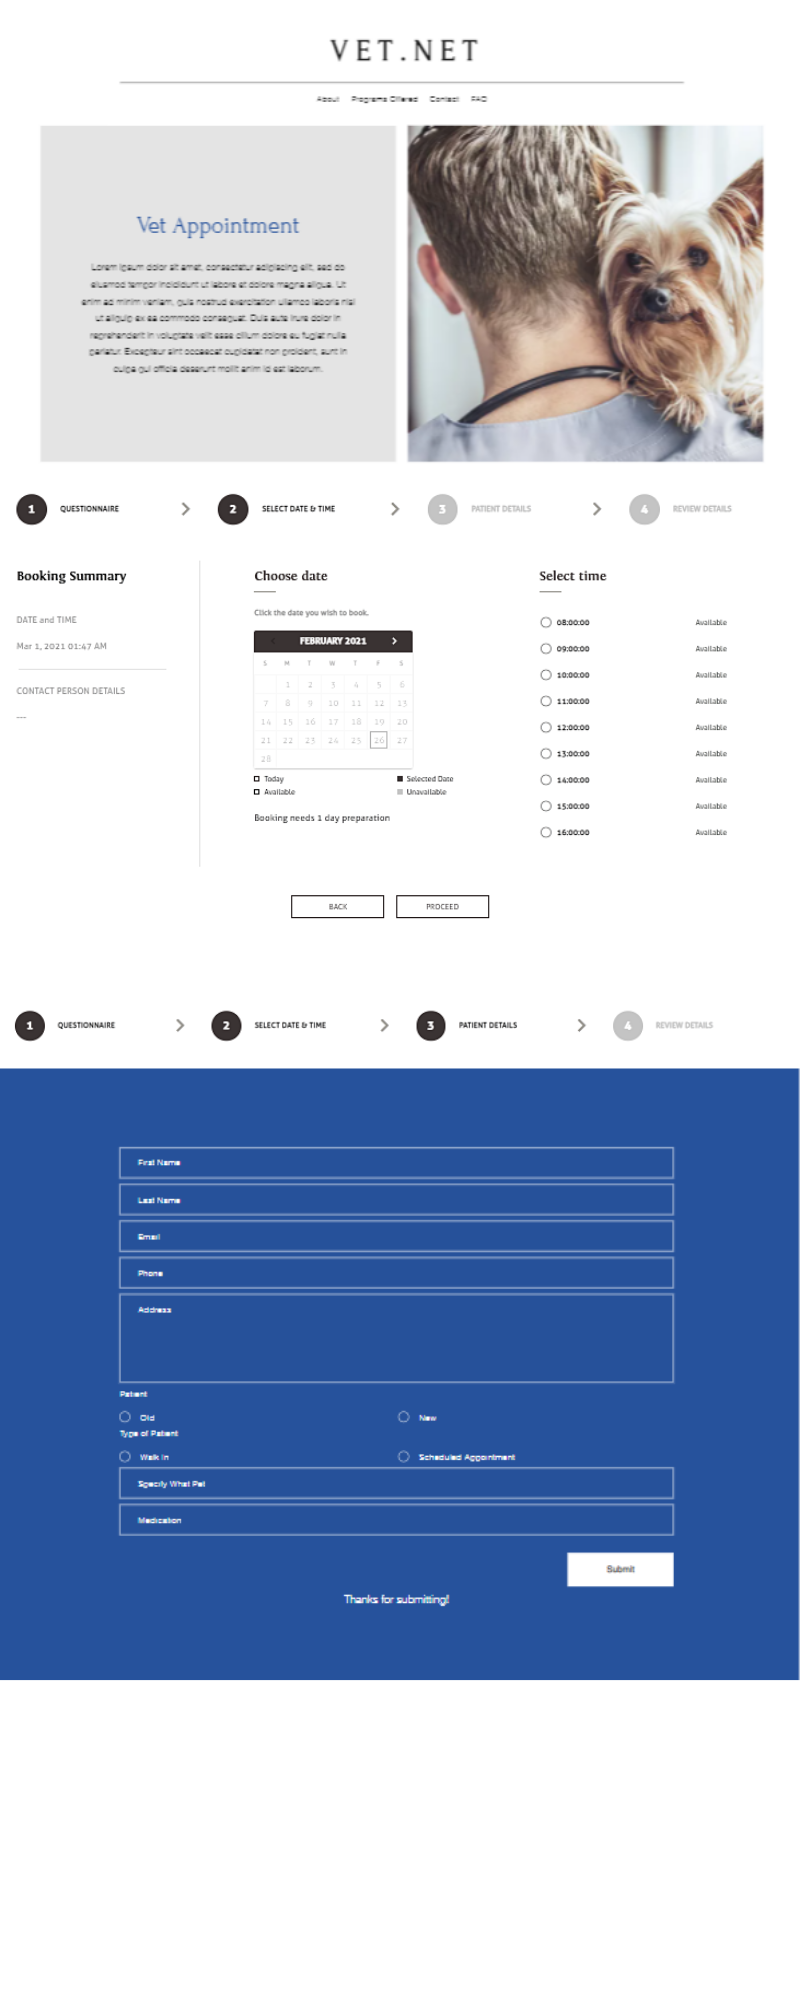 VET.NET
About Programs Offered Contact FAQ
Vet Appointment
Lorem ipsum dolor sit amet, consectetur adipiscing elit, sed do
eiusmod tempor incididunt ut labore et dolore magna aliqua. Ut
enim ad minim veniam, quis nostrud exercitation ullamco laboris nisi
ut aliquip ex ea commodo consequat. Duis aute irure dolor in
reprehenderit in voluptate velit esse cillum dolore eu fugiat nulla
pariatur. Excepteur sint occaecat cupidatat non proident, sunt in
culpa qui officia deserunt mollit anim id est laborum.
1 QUESTIONNAIRE > 2 SELECT DATE & TIME > 3 PATIENT DETAILS > 4 REVIEW DETAILS
Booking Summary
DATE and TIME
Mar 1, 2021 01:47 AM
CONTACT PERSON DETAILS
---
Choose date
Click the date you wish to book.
< FEBRUARY 2021 >
S M T W T F S
1 2 3 4 5 6
7 8 9 10 11 12 13
14 15 16 17 18 19 20
21 22 23 24 25 26 27
28
Today Selected Date
Available Unavailable
Booking needs 1 day preparation
Select time
08:00:00 Available
09:00:00 Available
10:00:00 Available
11:00:00 Available
12:00:00 Available
13:00:00 Available
14:00:00 Available
15:00:00 Available
16:00:00 Available
BACK PROCEED
1 QUESTIONNAIRE > 2 SELECT DATE & TIME > 3 PATIENT DETAILS > 4 REVIEW DETAILS
First Name
Last Name
Email
Phone
Address
Patient
Old New
Type of Patient
Walk in Scheduled Appointment
Specify What Pet
Medication
Submit
Thanks for submitting!